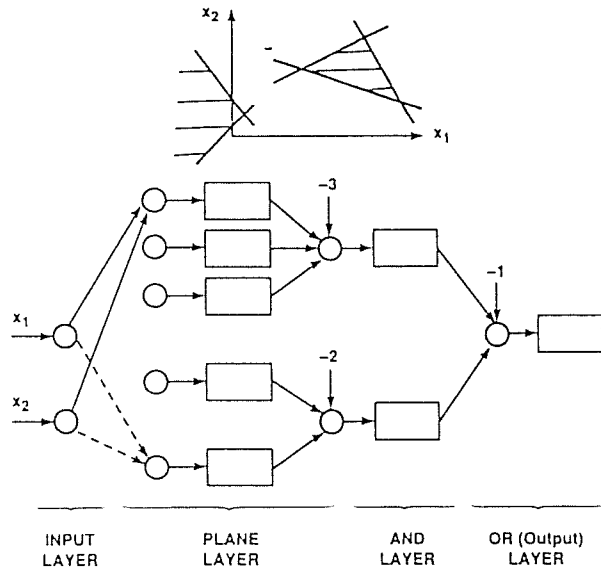 x₂
x₁
-3
-1
x₁
-2
x₂
INPUT LAYER
PLANE LAYER
AND LAYER
OR (Output) LAYER